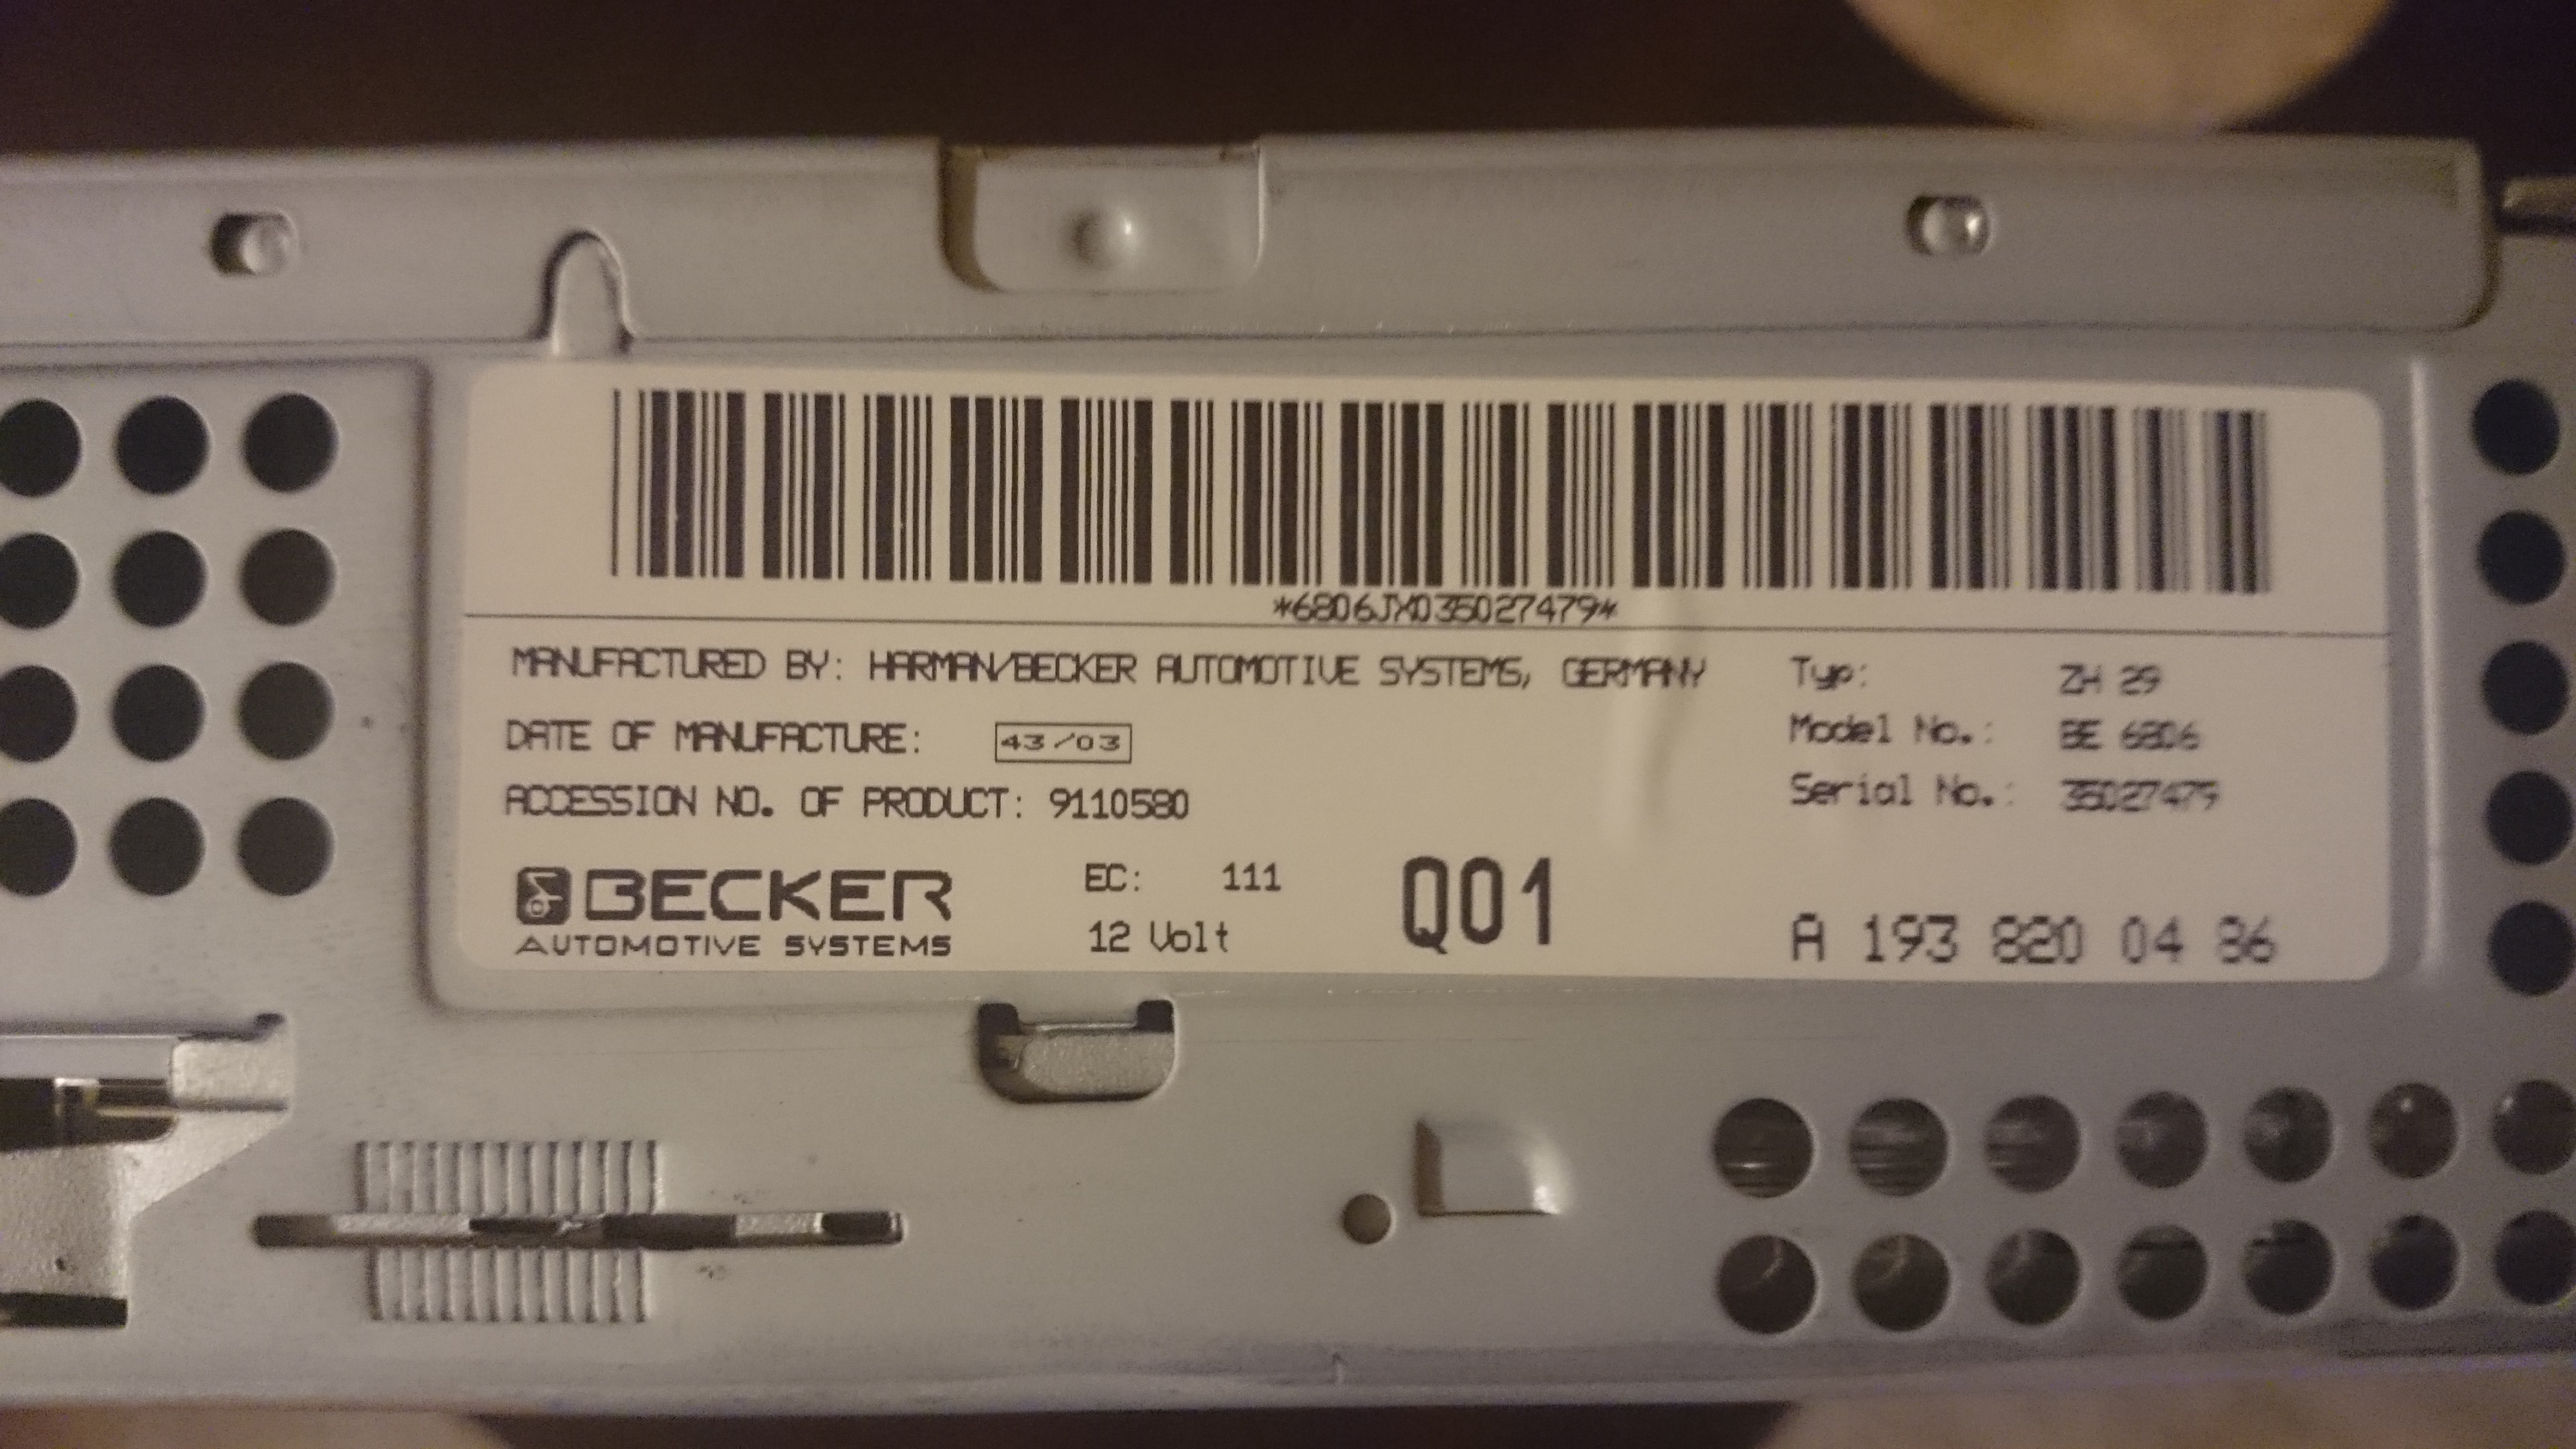 *6806JX035027479*
MANUFACTURED BY: HARMAN/BECKER AUTOMOTIVE SYSTEMS, GERMANY
DATE OF MANUFACTURE: 43/03
ACCESSION NO. OF PRODUCT: 9110580
Typ: ZH 29
Model No.: BE 6806
Serial No.: 35027479
BECKER
AUTOMOTIVE SYSTEMS
EC: 111
12 Volt
Q01
A 193 820 04 86